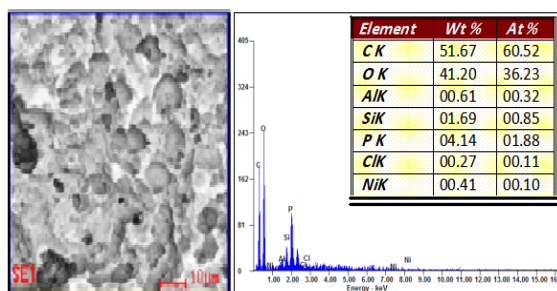 SE1
10µm
405
324
243
162
81
C
O
Ni
Al
Si
P
Cl
Cl
Ni
Ni
1.00 2.00 3.00 4.00 5.00 6.00 7.00 8.00 9.00 10.00 11.00 12.00 13.00 14.00 15.0
Energy - keV
Element Wt % At %
C K 51.67 60.52
O K 41.20 36.23
AlK 00.61 00.32
SiK 01.69 00.85
P K 04.14 01.88
ClK 00.27 00.11
NiK 00.41 00.10